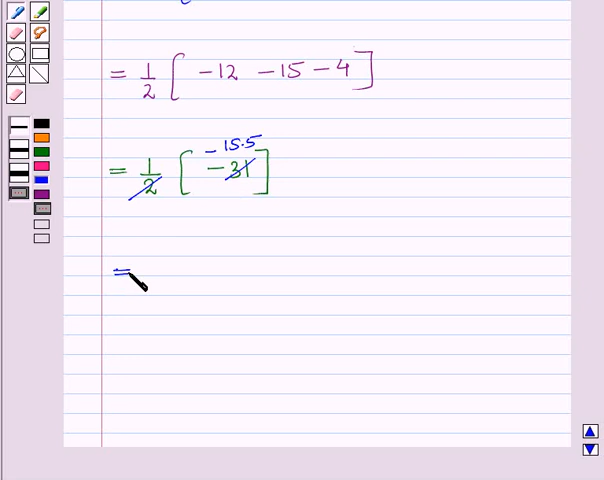 = 1/2 [ -12 -15 - 4 ]
-15.5
= 1/2 [ -31 ]
=